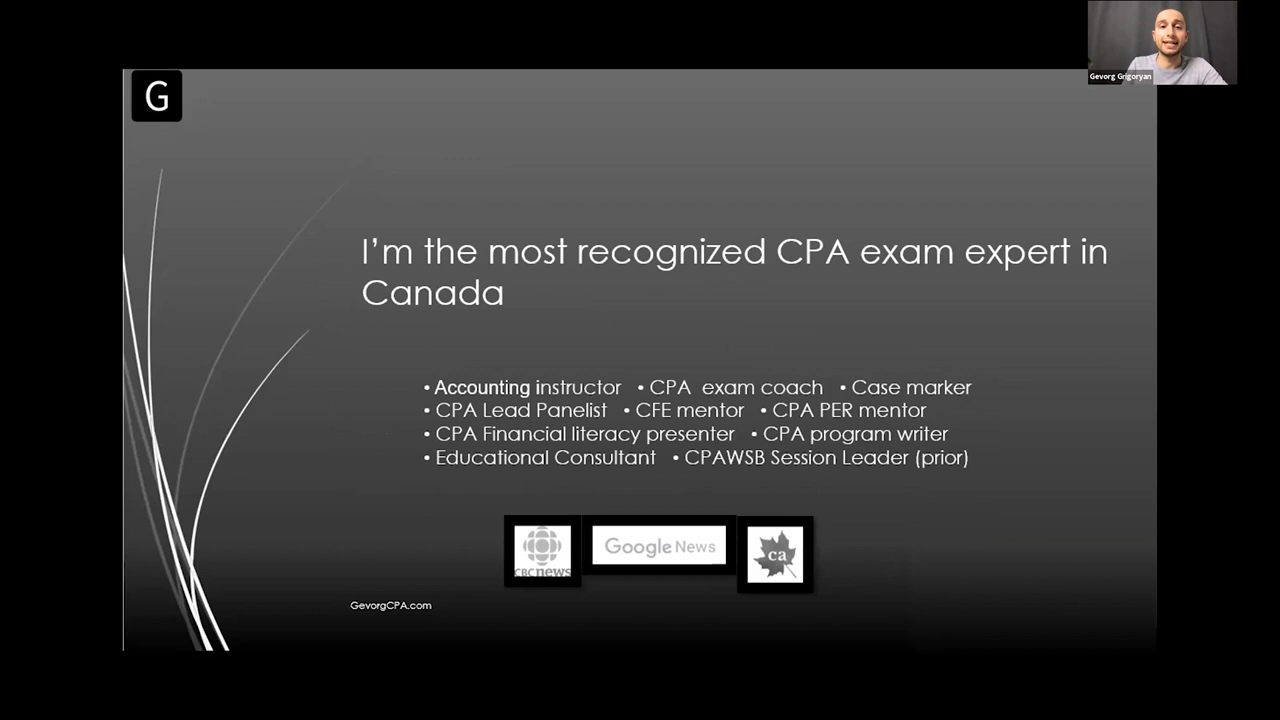 Gevorg Grigoryan
G
I’m the most recognized CPA exam expert in
Canada
• Accounting instructor • CPA exam coach • Case marker
• CPA Lead Panelist • CFE mentor • CPA PER mentor
• CPA Financial literacy presenter • CPA program writer
• Educational Consultant • CPAWSB Session Leader (prior)
CBC news
Google News
ca
GevorgCPA.com